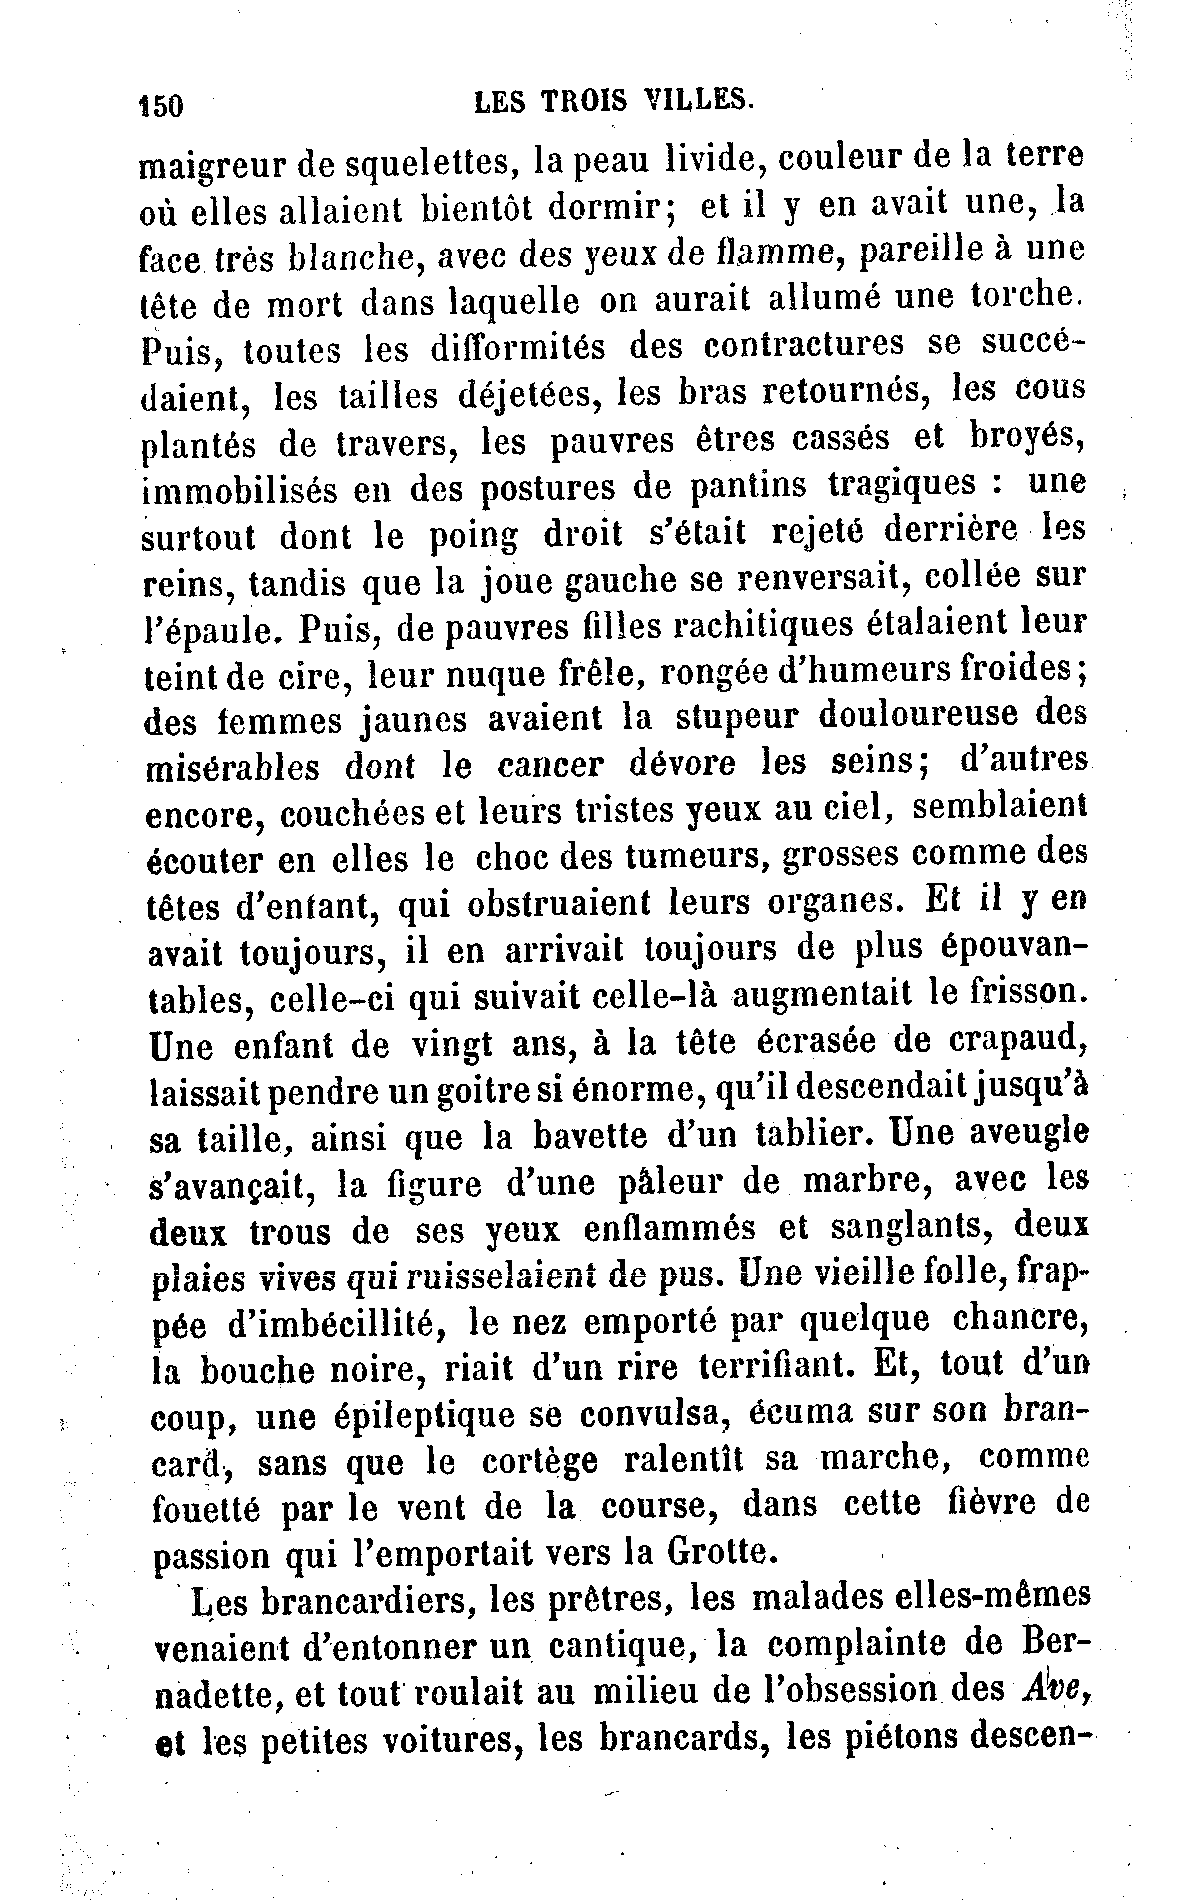 150 LES TROIS VILLES.
maigreur de squelettes, la peau livide, couleur de la terre
où elles allaient bientôt dormir; et il y en avait une, la
face très blanche, avec des yeux de flamme, pareille à une
tête de mort dans laquelle on aurait allumé une torche.
Puis, toutes les difformités des contractures se succé-
daient, les tailles déjetées, les bras retournés, les cous
plantés de travers, les pauvres êtres cassés et broyés,
immobilisés en des postures de pantins tragiques : une
surtout dont le poing droit s'était rejeté derrière les
reins, tandis que la joue gauche se renversait, collée sur
l'épaule. Puis, de pauvres filles rachitiques étalaient leur
teint de cire, leur nuque frêle, rongée d'humeurs froides;
des femmes jaunes avaient la stupeur douloureuse des
misérables dont le cancer dévore les seins; d'autres
encore, couchées et leurs tristes yeux au ciel, semblaient
écouter en elles le choc des tumeurs, grosses comme des
têtes d'enfant, qui obstruaient leurs organes. Et il y en
avait toujours, il en arrivait toujours de plus épouvan-
tables, celle-ci qui suivait celle-là augmentait le frisson.
Une enfant de vingt ans, à la tête écrasée de crapaud,
laissait pendre un goitre si énorme, qu'il descendait jusqu'à
sa taille, ainsi que la bavette d'un tablier. Une aveugle
s'avançait, la figure d'une pâleur de marbre, avec les
deux trous de ses yeux enflammés et sanglants, deux
plaies vives qui ruisselaient de pus. Une vieille folle, frap-
pée d'imbécillité, le nez emporté par quelque chancre,
la bouche noire, riait d'un rire terrifiant. Et, tout d'un
coup, une épileptique se convulsa, écuma sur son bran-
card, sans que le cortège ralentît sa marche, comme
fouetté par le vent de la course, dans cette fièvre de
passion qui l'emportait vers la Grotte.
Les brancardiers, les prêtres, les malades elles-mêmes
venaient d'entonner un cantique, la complainte de Ber-
nadette, et tout roulait au milieu de l'obsession des Ave,
et les petites voitures, les brancards, les piétons descen-